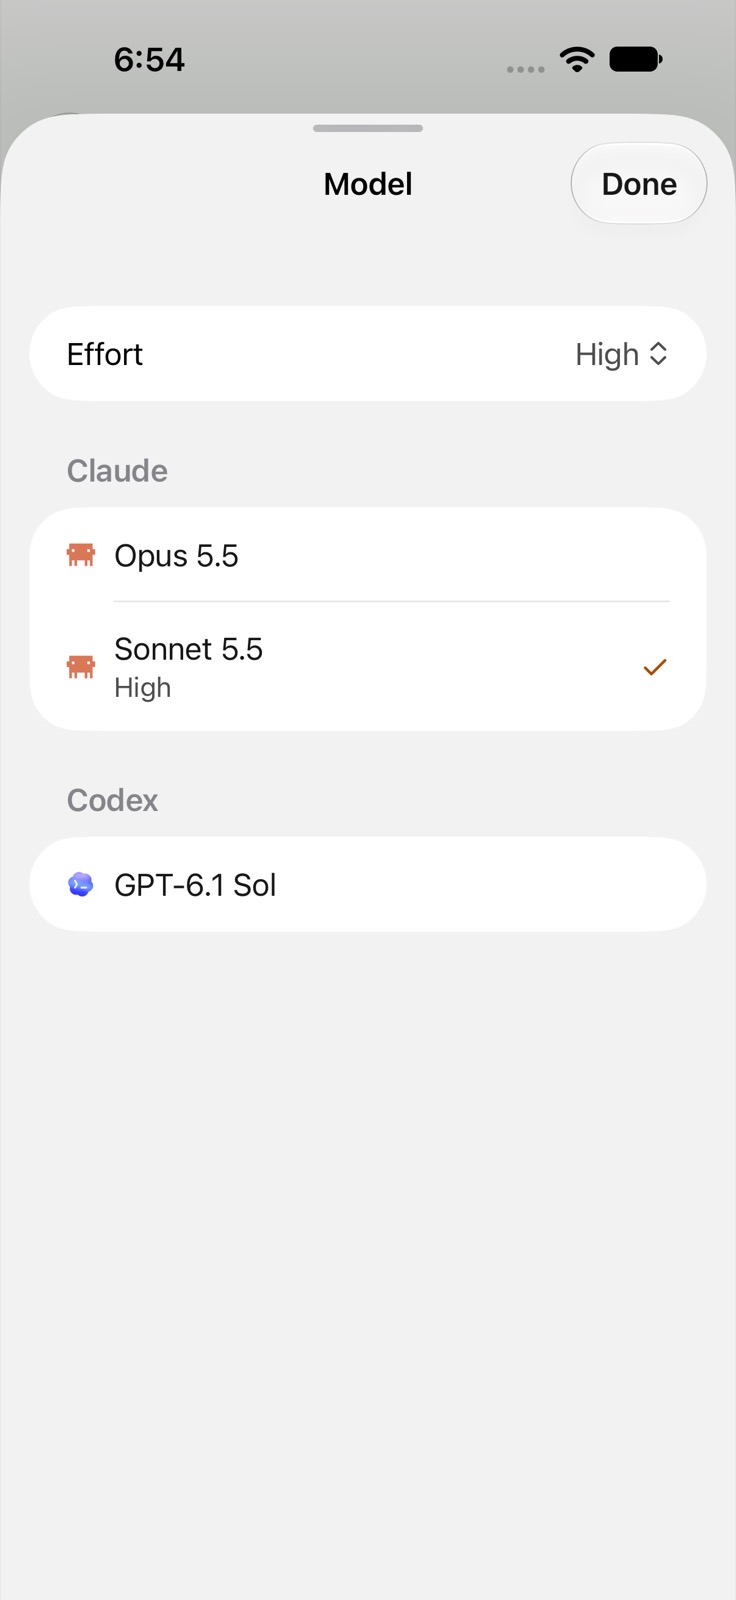 6:54
Model
Done
Effort
High
Claude
Opus 5.5
Sonnet 5.5
High
Codex
GPT-6.1 Sol